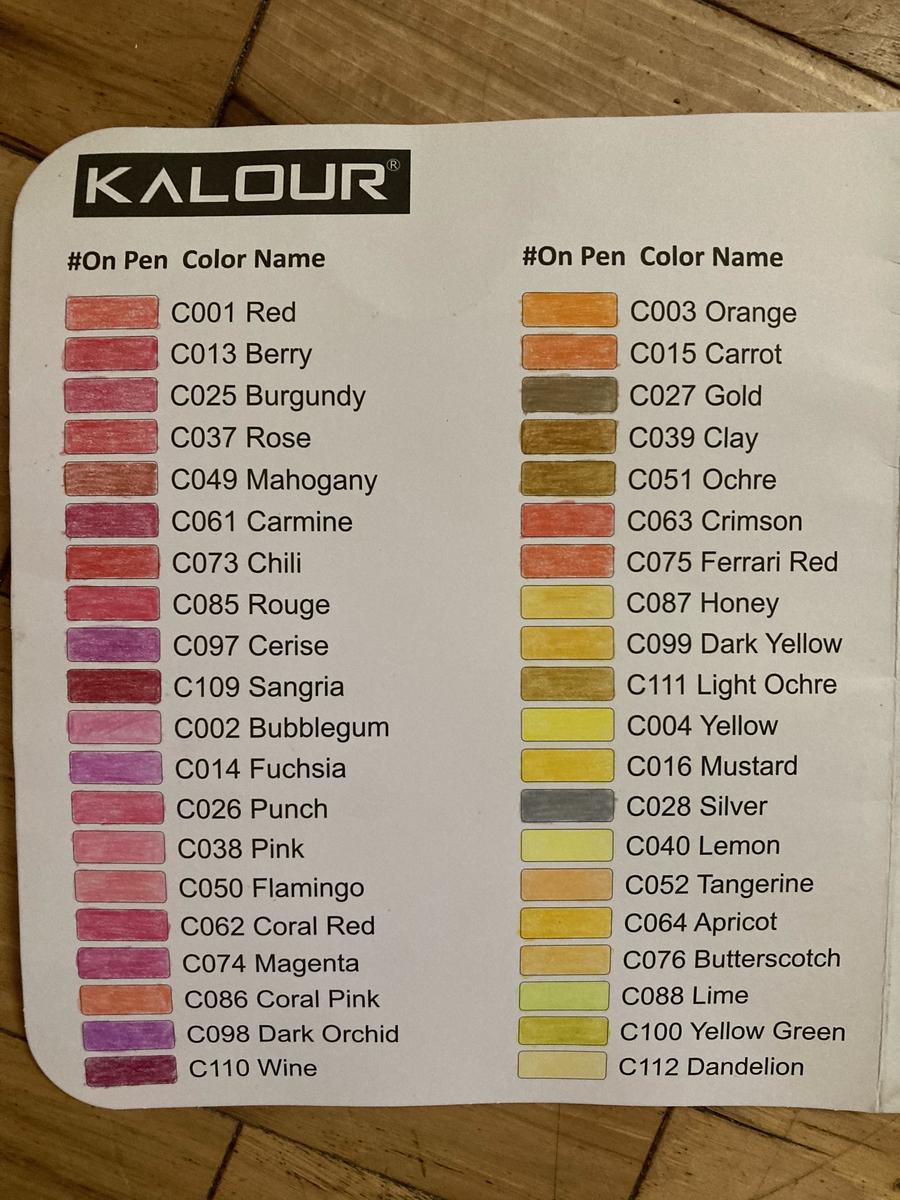 KALOUR®
#On Pen Color Name
C001 Red
C013 Berry
C025 Burgundy
C037 Rose
C049 Mahogany
C061 Carmine
C073 Chili
C085 Rouge
C097 Cerise
C109 Sangria
C002 Bubblegum
C014 Fuchsia
C026 Punch
C038 Pink
C050 Flamingo
C062 Coral Red
C074 Magenta
C086 Coral Pink
C098 Dark Orchid
C110 Wine
#On Pen Color Name
C003 Orange
C015 Carrot
C027 Gold
C039 Clay
C051 Ochre
C063 Crimson
C075 Ferrari Red
C087 Honey
C099 Dark Yellow
C111 Light Ochre
C004 Yellow
C016 Mustard
C028 Silver
C040 Lemon
C052 Tangerine
C064 Apricot
C076 Butterscotch
C088 Lime
C100 Yellow Green
C112 Dandelion